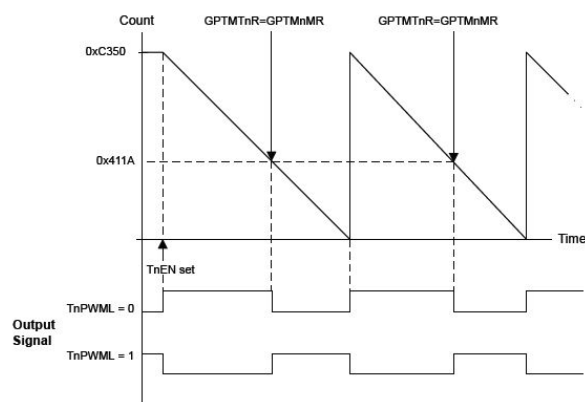 Count
GPTMTnR=GPTMnMR
GPTMTnR=GPTMnMR
0xC350
0x411A
Time
TnEN set
TnPWML = 0
Output
Signal
TnPWML = 1